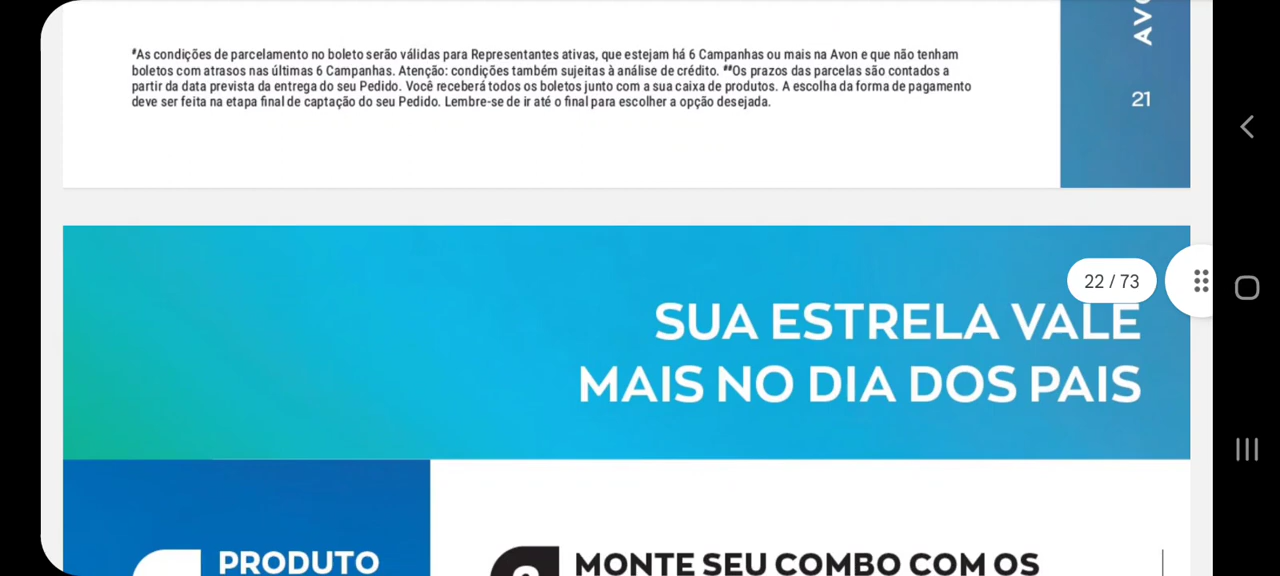 *As condições de parcelamento no boleto serão válidas para Representantes ativas, que estejam há 6 Campanhas ou mais na Avon e que não tenham
boletos com atrasos nas últimas 6 Campanhas. Atenção: condições também sujeitas à análise de crédito. **Os prazos das parcelas são contados a
partir da data prevista da entrega do seu Pedido. Você receberá todos os boletos junto com a sua caixa de produtos. A escolha da forma de pagamento
deve ser feita na etapa final de captação do seu Pedido. Lembre-se de ir até o final para escolher a opção desejada.
21
22 / 73
SUA ESTRELA VALE
MAIS NO DIA DOS PAIS
PRODUTO
MONTE SEU COMBO COM OS